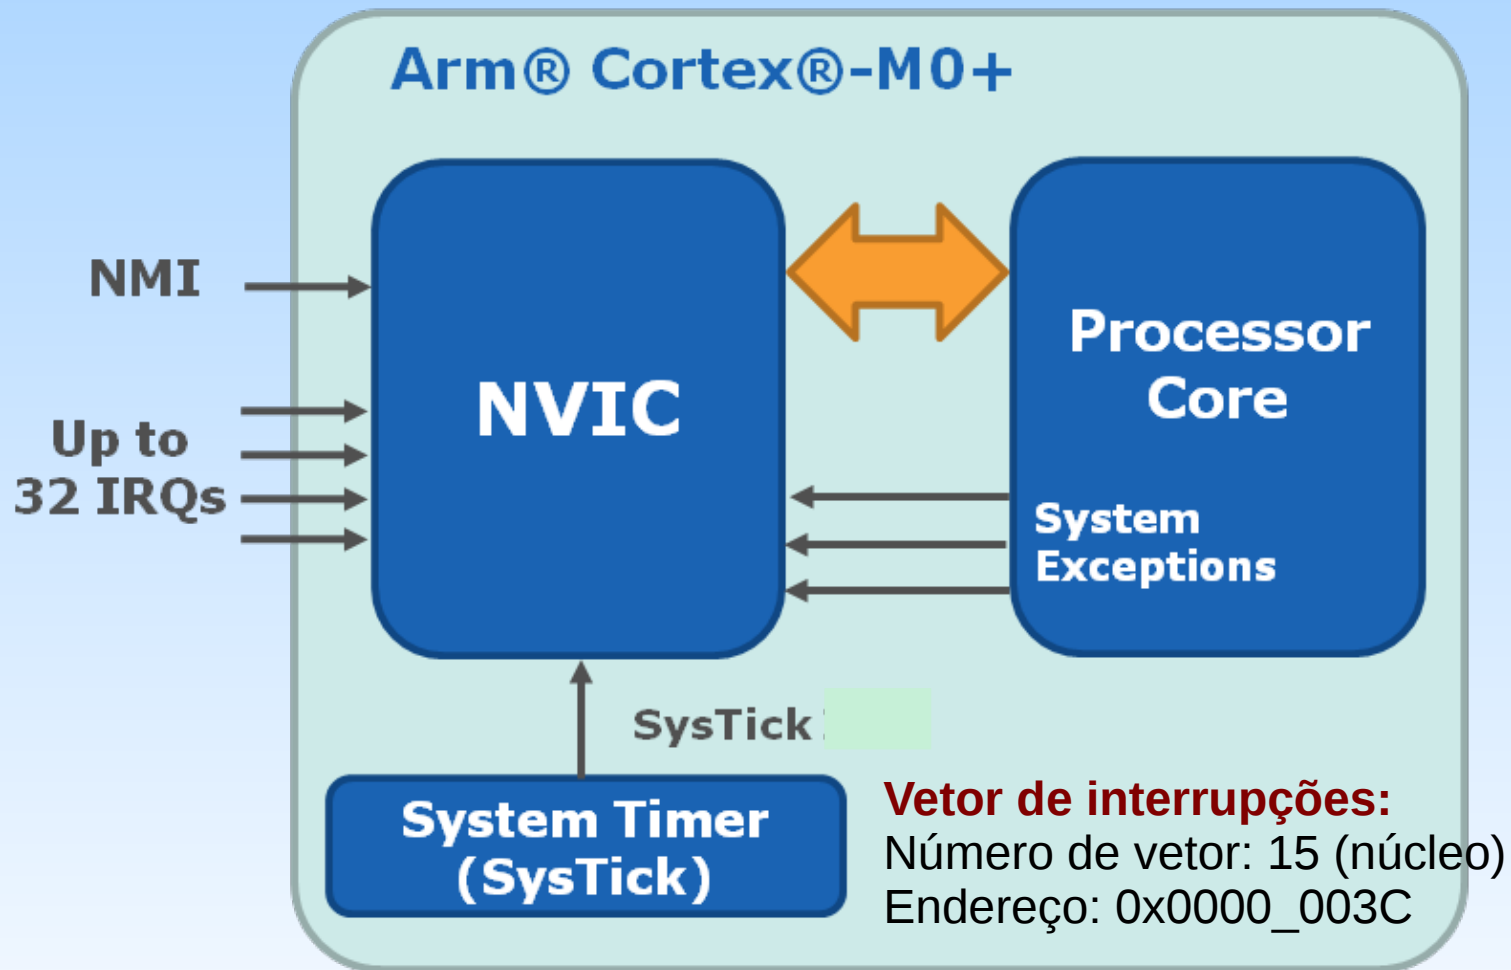 Arm® Cortex®-M0+
NMI
NVIC
Processor
Core
Up to
32 IRQs
System
Exceptions
SysTick
System Timer
(SysTick)
Vetor de interrupções:
Número de vetor: 15 (núcleo)
Endereço: 0x0000_003C